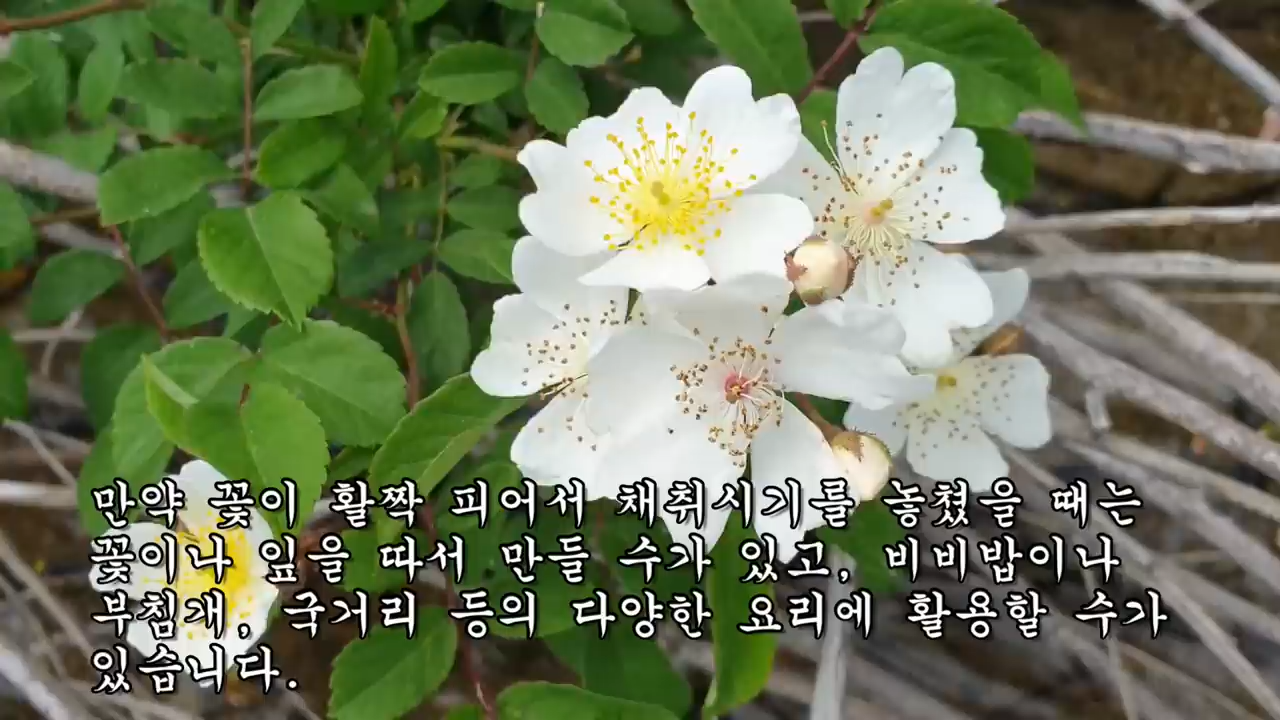 만약 꽃이 활짝 피어서 채취시기를 놓쳤을 때는
꽃이나 잎을 따서 만들 수가 있고, 비비밥이나
부침개, 국거리 등의 다양한 요리에 활용할 수가
있습니다.